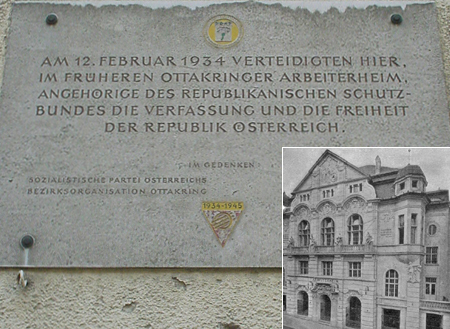 AM 12. FEBRUAR 1934 VERTEIDIGTEN HIER,
IM FRÜHEREN OTTAKRINGER ARBEITERHEIM,
ANGEHÖRIGE DES REPUBLIKANISCHEN SCHUTZ-
BUNDES DIE VERFASSUNG UND DIE FREIHEIT
DER REPUBLIK ÖSTERREICH.
IM GEDENKEN
SOZIALISTISCHE PARTEI ÖSTERREICHS
BEZIRKSORGANISATION OTTAKRING
1934-1945